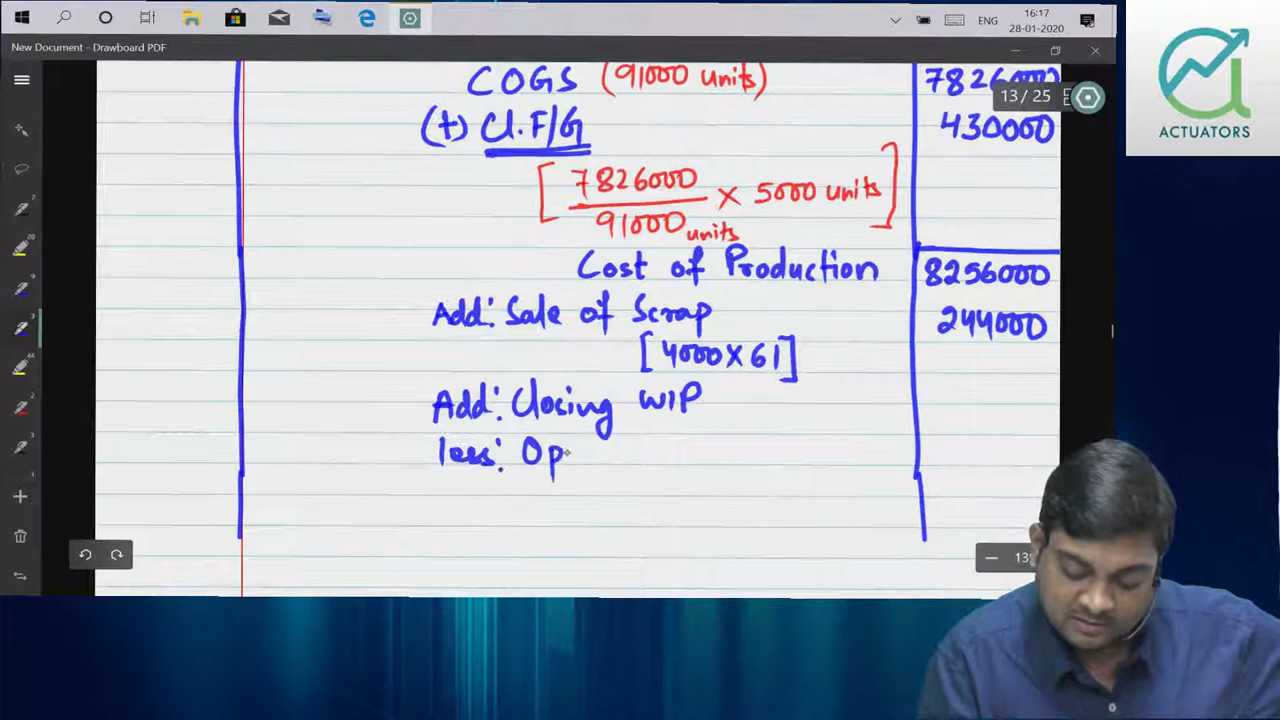 16:17
ENG
28-01-2020
New Document - Drawboard PDF
COGS (91000 units) 7826000
13 / 25
(+) Cl. F/G 430000
[7826000 / 91000 units × 5000 units]
Cost of Production 8256000
Add: Sale of Scrap 244000
[4000 × 61]
Add: Closing WIP
less: Op
ACTUATORS